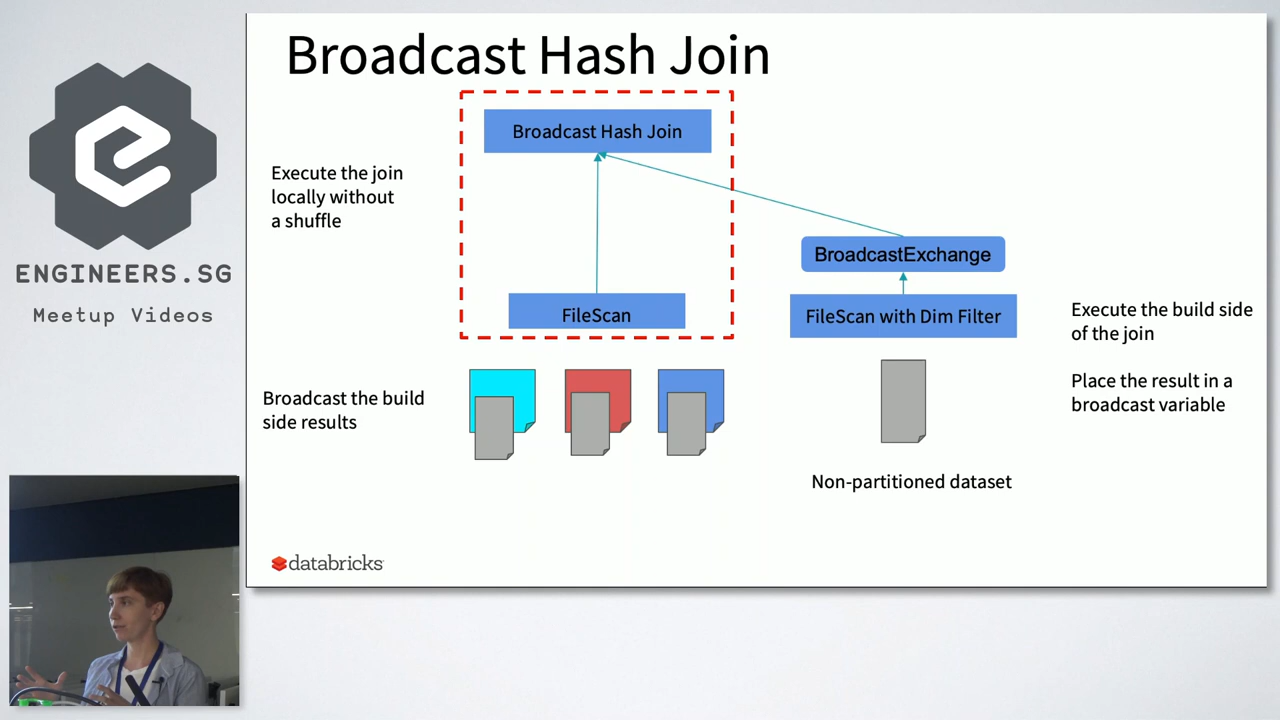 Broadcast Hash Join
Broadcast Hash Join
Execute the join
locally without
a shuffle
BroadcastExchange
FileScan
FileScan with Dim Filter
Execute the build side
of the join
Place the result in a
broadcast variable
Broadcast the build
side results
Non-partitioned dataset
databricks
ENGINEERS.SG
Meetup Videos